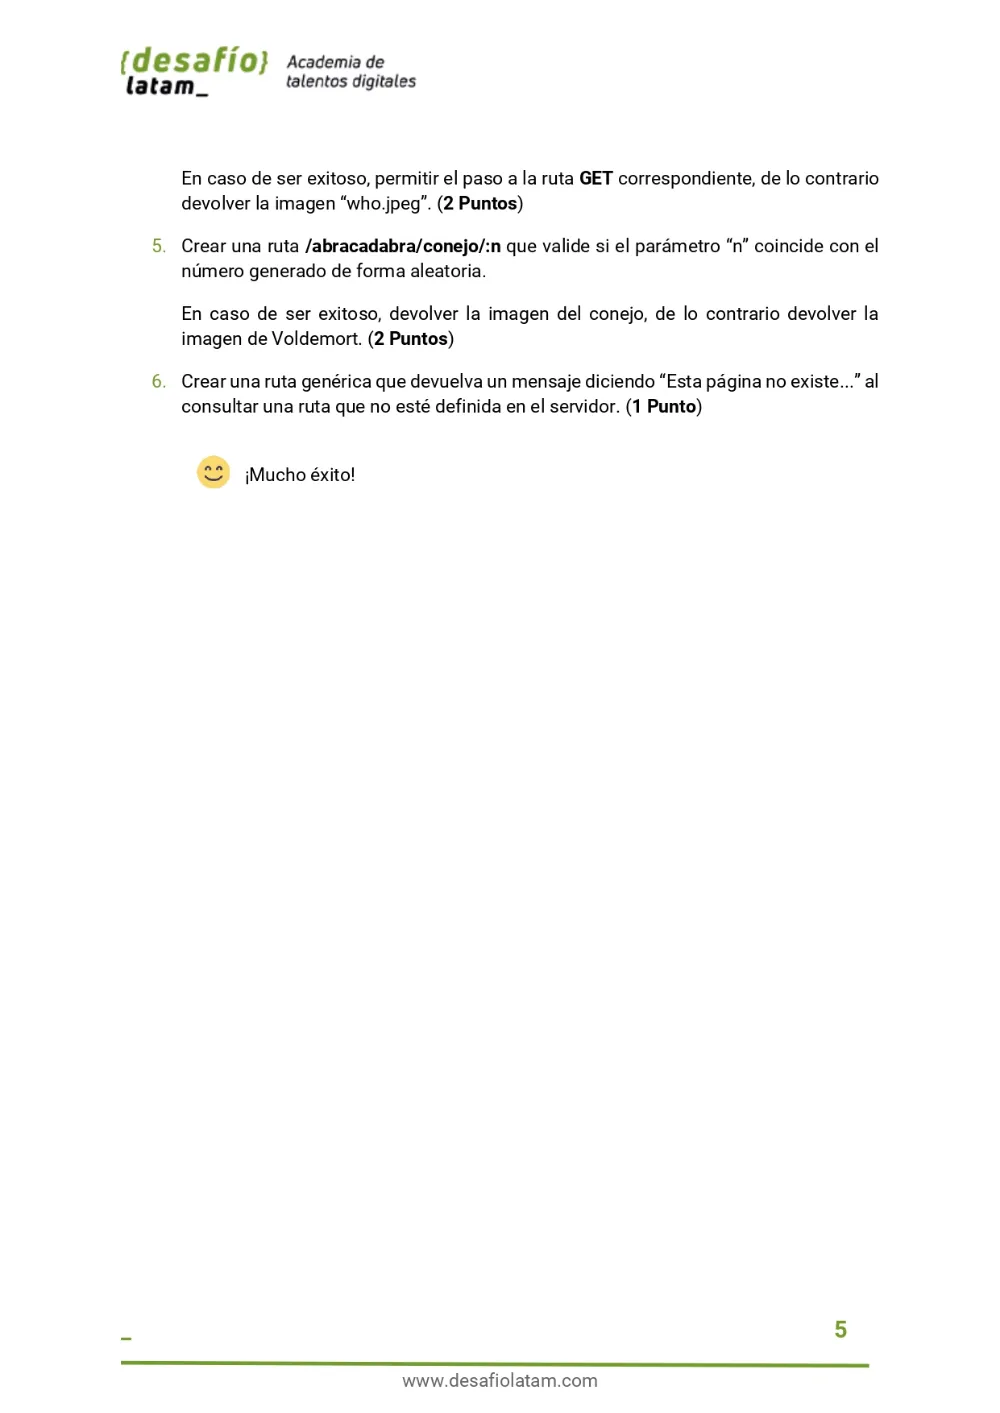 {desafío}
latam_
Academia de
talentos digitales
En caso de ser exitoso, permitir el paso a la ruta GET correspondiente, de lo contrario
devolver la imagen “who.jpeg”. (2 Puntos)
5. Crear una ruta /abracadabra/conejo/:n que valide si el parámetro “n” coincide con el
número generado de forma aleatoria.
En caso de ser exitoso, devolver la imagen del conejo, de lo contrario devolver la
imagen de Voldemort. (2 Puntos)
6. Crear una ruta genérica que devuelva un mensaje diciendo “Esta página no existe...” al
consultar una ruta que no esté definida en el servidor. (1 Punto)
¡Mucho éxito!
_
5
www.desafiolatam.com